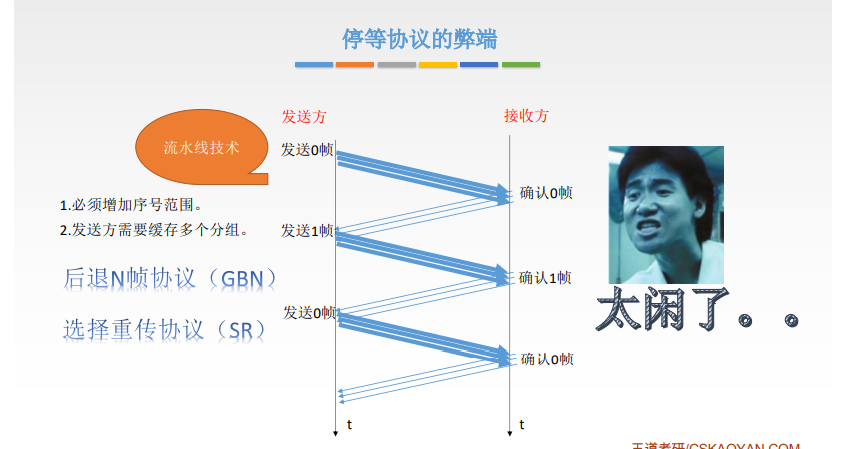 停等协议的弊端
流水线技术
1.必须增加序号范围。
2.发送方需要缓存多个分组。
后退N帧协议（GBN）
选择重传协议（SR）
发送方
接收方
发送0帧
确认0帧
发送1帧
确认1帧
发送0帧
确认0帧
t
t
太闲了。。
王道考研/CSKAOYAN.COM